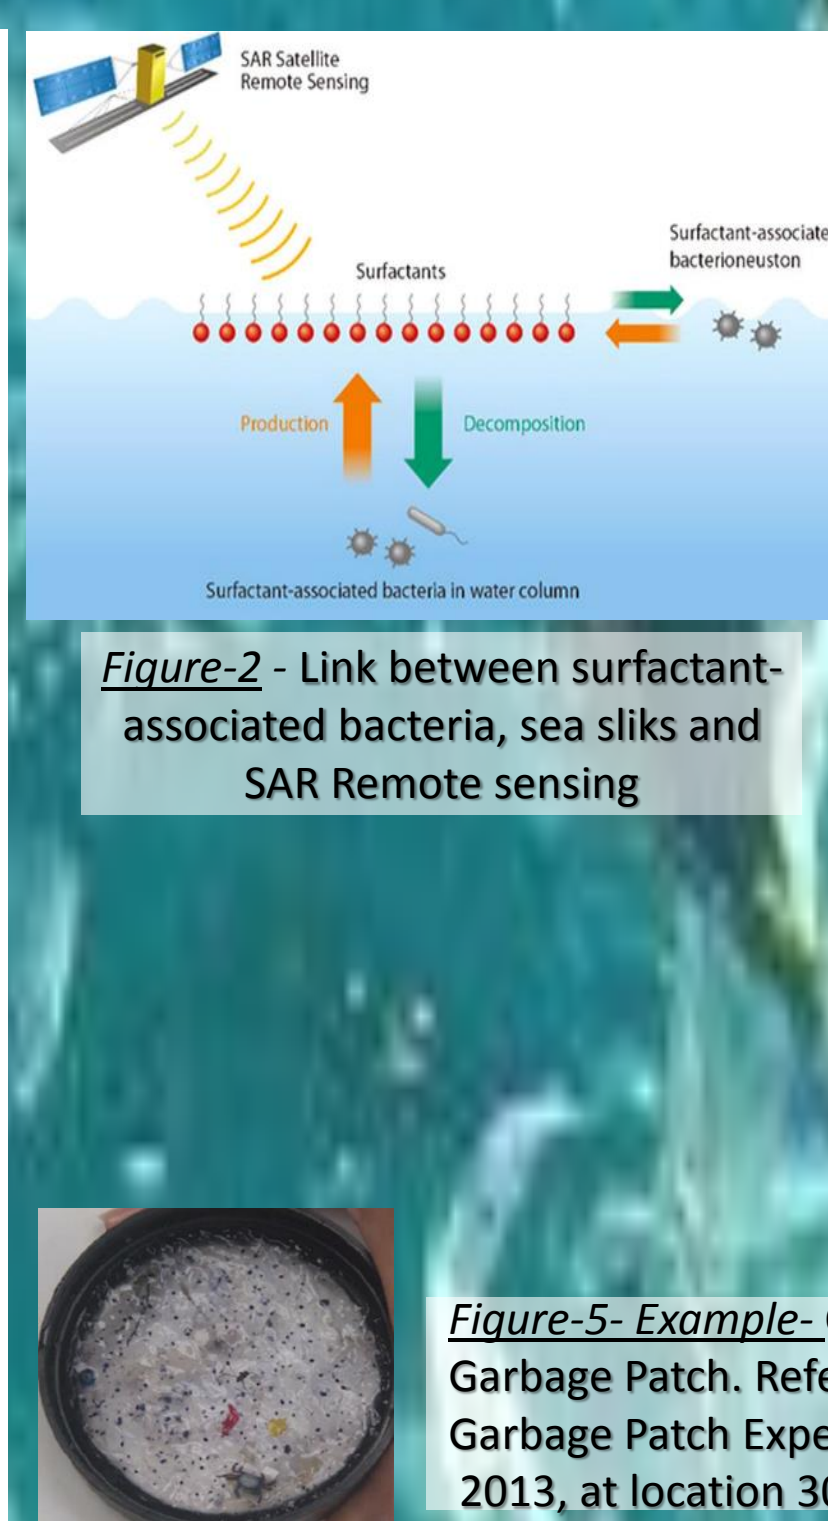 SAR Satellite
Remote Sensing
Surfactants
Surfactant-associate
bacterioneuston
Production
Decomposition
Surfactant-associated bacteria in water column
Figure-2 - Link between surfactant-
associated bacteria, sea sliks and
SAR Remote sensing
Figure-5- Example-
Garbage Patch. Refe
Garbage Patch Expe
2013, at location 30